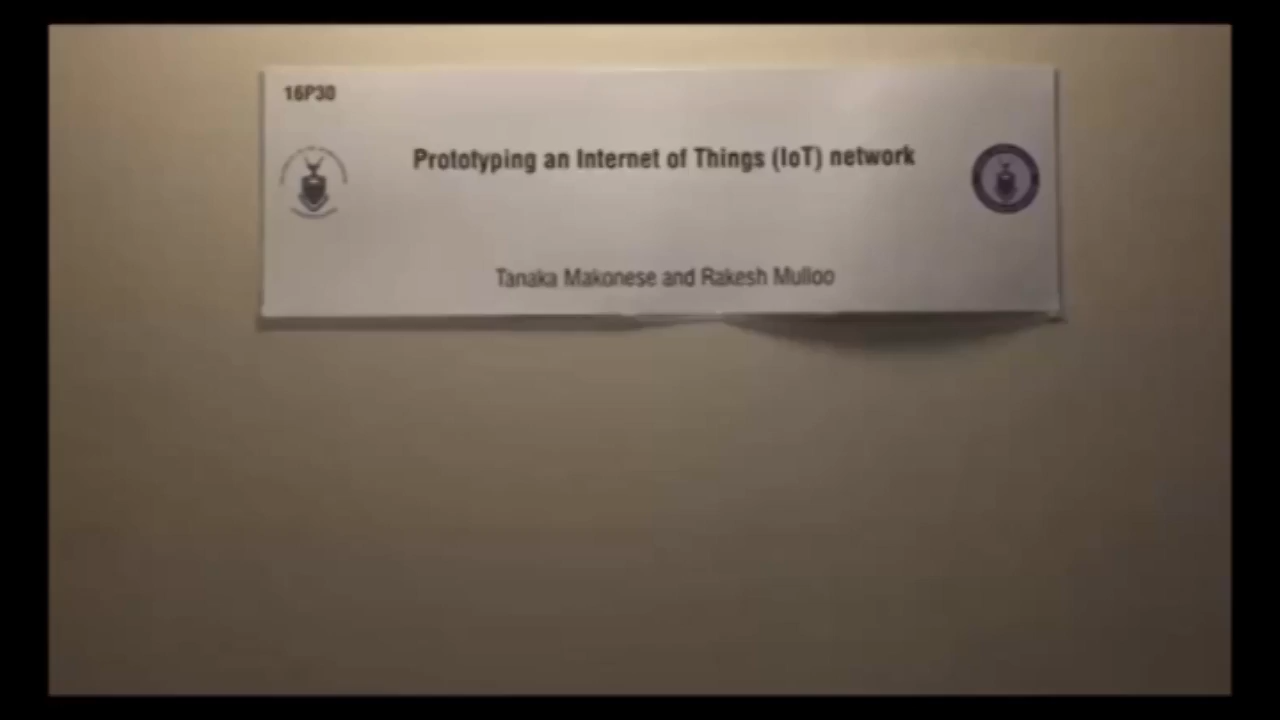 16P30
Prototyping an Internet of Things (IoT) network
Tanaka Makonese and Rakesh Mulloo